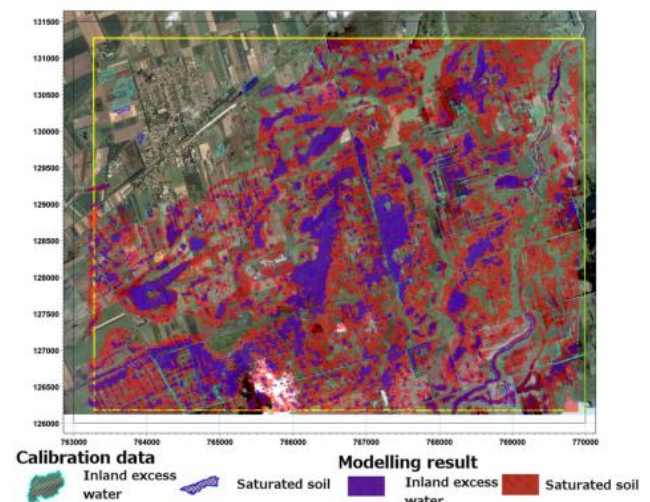 131500
131000
130500
130000
129500
129000
128500
128000
127500
127000
126500
126000
763000 764000 765000 766000 767000 768000 769000 770000
Calibration data Modelling result
Inland excess water
Saturated soil
Inland excess water
Saturated soil